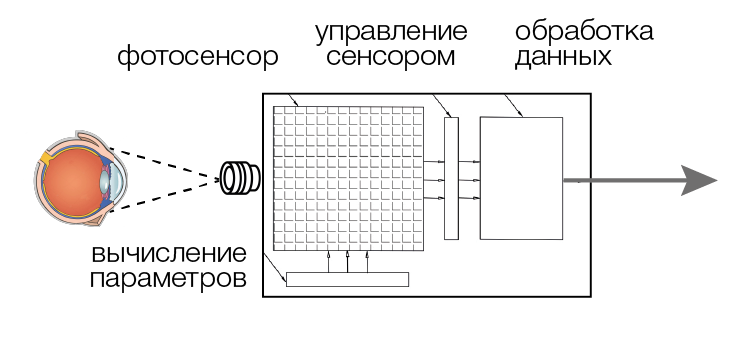 фотосенсор
управление
сенсором
обработка
данных
вычисление
параметров